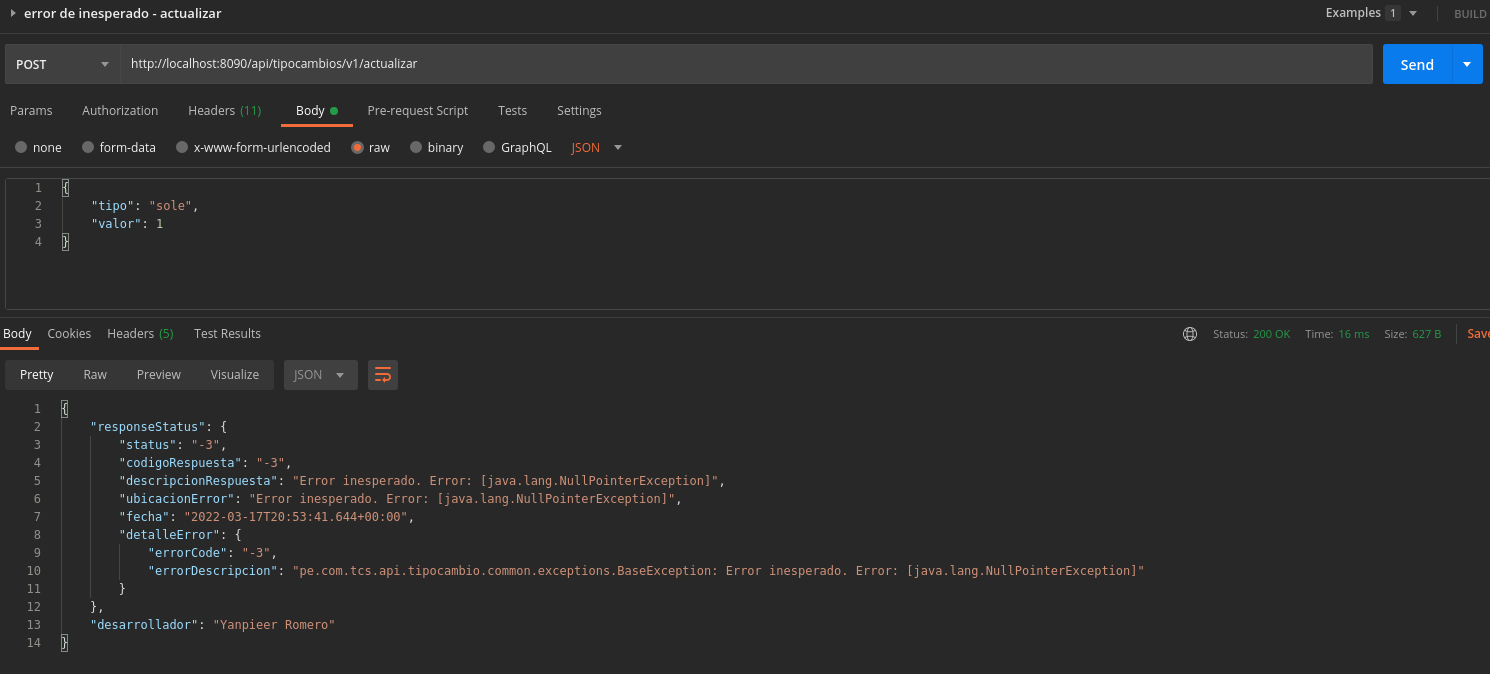 error de inesperado - actualizar
Examples 1
BUILD
POST
http://localhost:8090/api/tipocambios/v1/actualizar
Send
Params Authorization Headers (11) Body Pre-request Script Tests Settings
none form-data x-www-form-urlencoded raw binary GraphQL JSON
1 {
2 "tipo": "sole",
3 "valor": 1
4 }
Body Cookies Headers (5) Test Results
Status: 200 OK Time: 16 ms Size: 627 B Save
Pretty Raw Preview Visualize JSON
1 {
2 "responseStatus": {
3 "status": "-3",
4 "codigoRespuesta": "-3",
5 "descripcionRespuesta": "Error inesperado. Error: [java.lang.NullPointerException]",
6 "ubicacionError": "Error inesperado. Error: [java.lang.NullPointerException]",
7 "fecha": "2022-03-17T20:53:41.644+00:00",
8 "detalleError": {
9 "errorCode": "-3",
10 "errorDescripcion": "pe.com.tcs.api.tipocambio.common.exceptions.BaseException: Error inesperado. Error: [java.lang.NullPointerException]"
11 }
12 },
13 "desarrollador": "Yanpieer Romero"
14 }